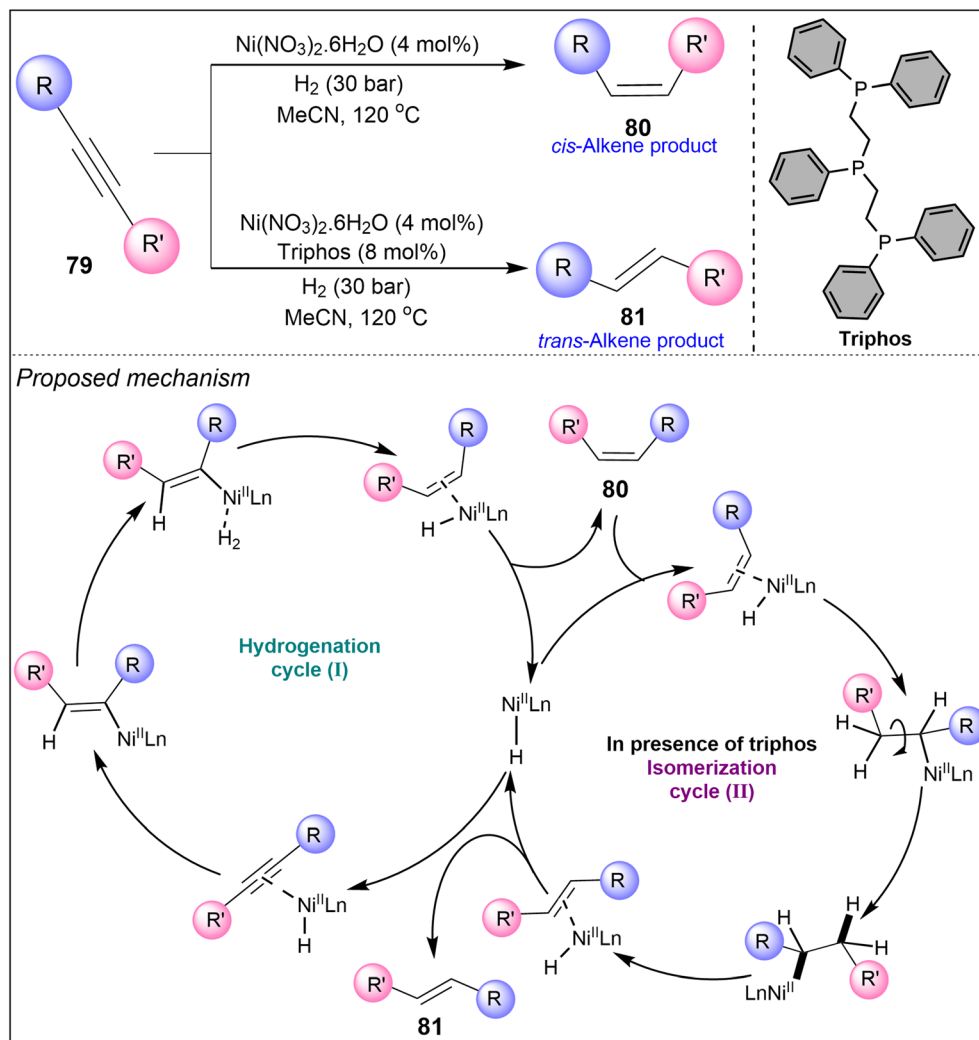 R
R'
79
Ni(NO3)2.6H2O (4 mol%)
H2 (30 bar)
MeCN, 120 oC
R
R'
80
cis-Alkene product
Ni(NO3)2.6H2O (4 mol%)
Triphos (8 mol%)
H2 (30 bar)
MeCN, 120 oC
R
R'
81
trans-Alkene product
P
P
P
Triphos
Proposed mechanism
R'
R
H
NiIILn
H2
R'
R
H
NiIILn
R'
R
80
R
R'
H
NiIILn
Hydrogenation
cycle (I)
R'
R
H
NiIILn
NiIILn
H
In presence of triphos
Isomerization
cycle (II)
R'
H
H
H
R
NiIILn
R
R'
NiIILn
H
R'
R
H
NiIILn
H
H
R
H
R'
LnNiII
R'
R
81